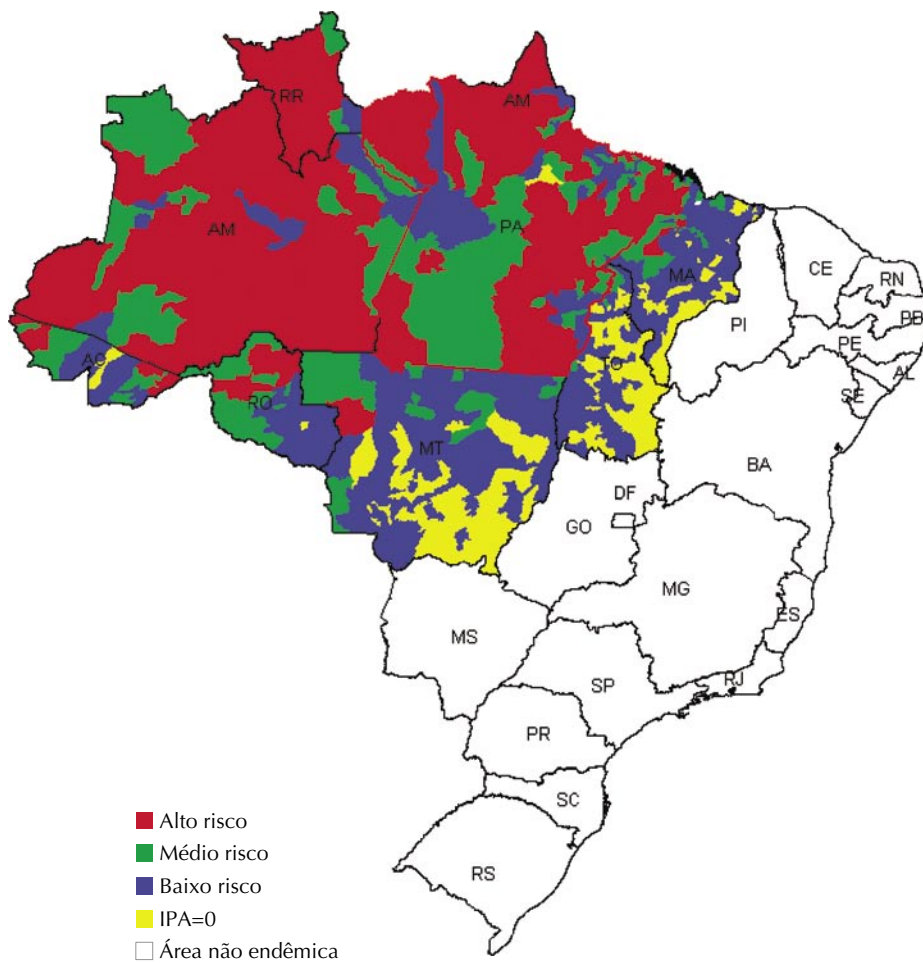 RR
AM
AM
PA
MA
CE
RN
PB
PI
PE
AL
SE
AC
TO
RO
MT
BA
DF
GO
MG
ES
MS
RJ
SP
PR
SC
RS
Alto risco
Médio risco
Baixo risco
IPA=0
Área não endêmica